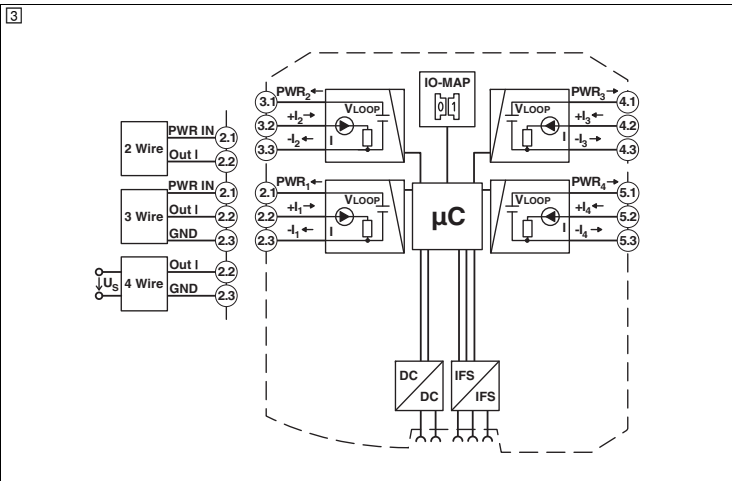 3
IO-MAP
0 1
3.1 PWR₂←
VLOOP
3.2 +I₂→
I
3.3 -I₂←
PWR₃→ 4.1
VLOOP
+I₃← 4.2
I
-I₃→ 4.3
2 Wire
PWR IN 2.1
Out I 2.2
3 Wire
PWR IN 2.1
Out I 2.2
GND 2.3
4 Wire
US
Out I 2.2
GND 2.3
2.1 PWR₁←
VLOOP
2.2 +I₁→
I
2.3 -I₁←
µC
PWR₄→ 5.1
VLOOP
+I₄← 5.2
I
-I₄→ 5.3
DC
DC
IFS
IFS